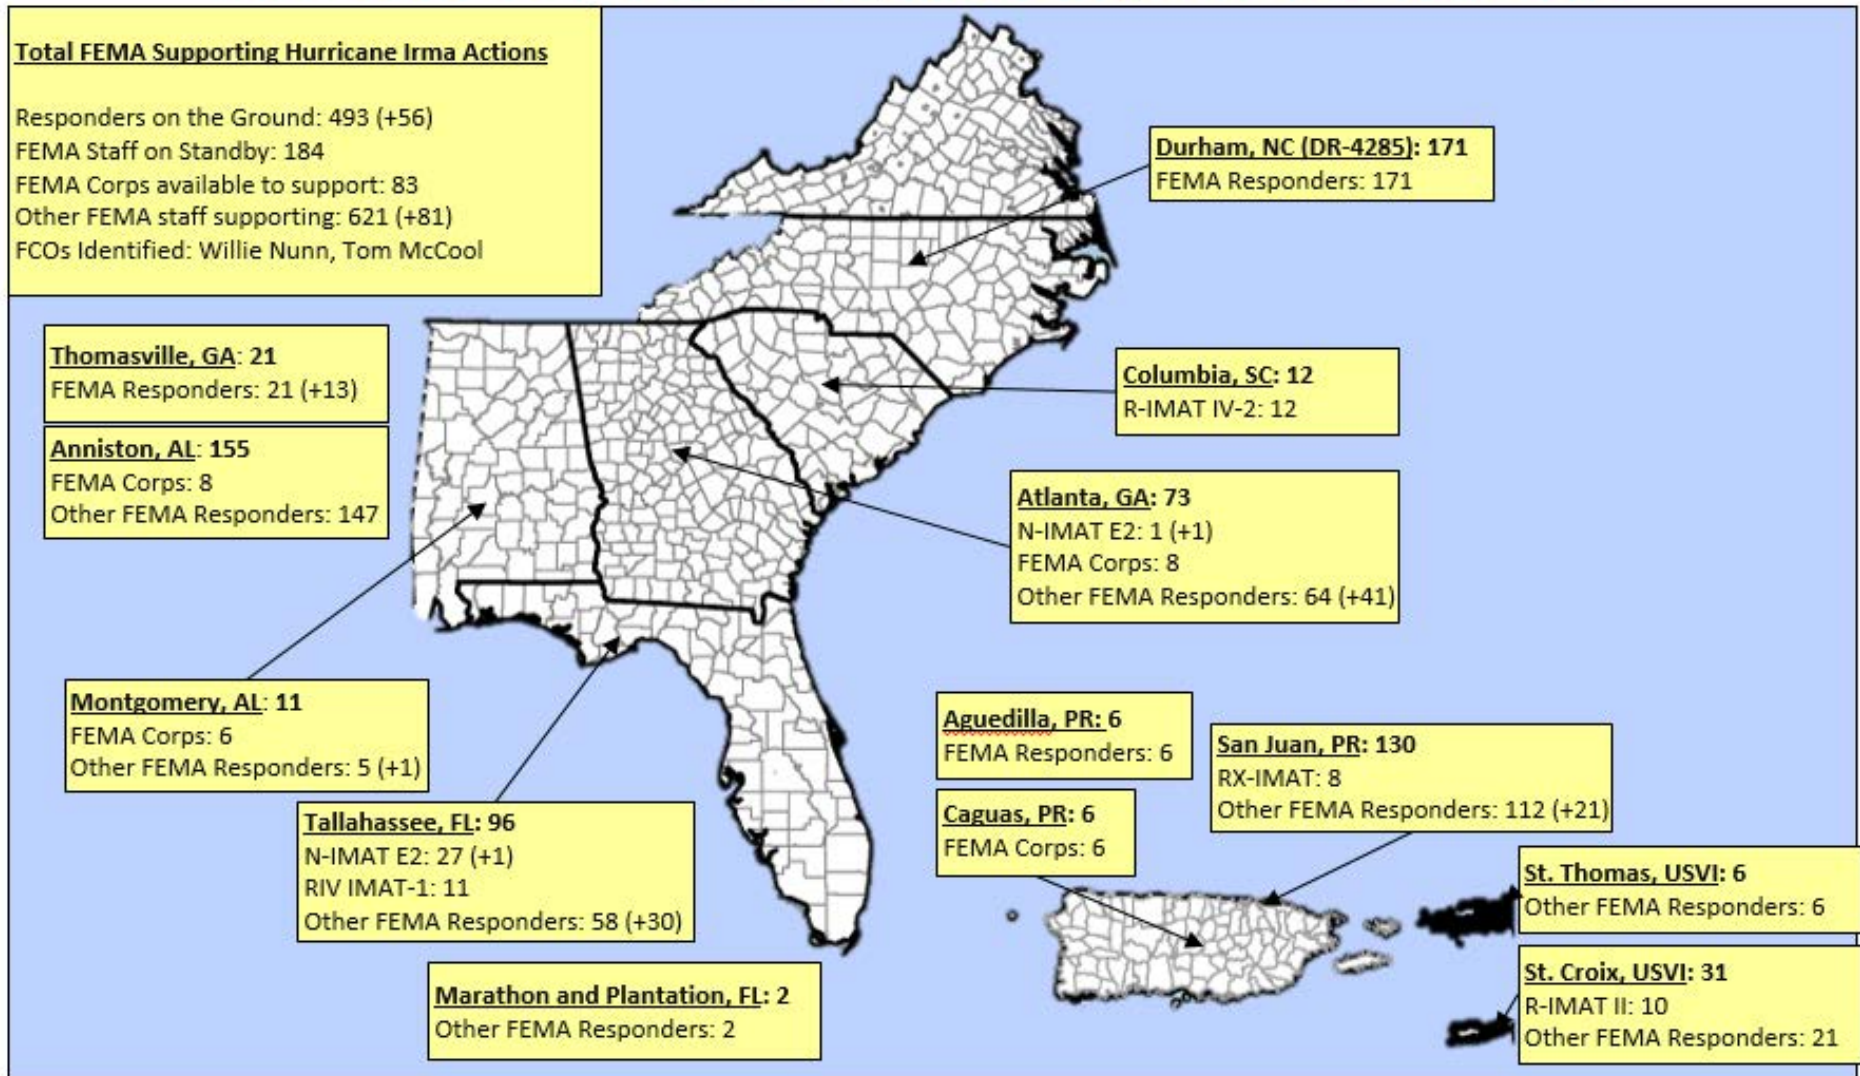 Total FEMA Supporting Hurricane Irma Actions
Responders on the Ground: 493 (+56)
FEMA Staff on Standby: 184
FEMA Corps available to support: 83
Other FEMA staff supporting: 621 (+81)
FCOs Identified: Willie Nunn, Tom McCool
Durham, NC (DR-4285): 171
FEMA Responders: 171
Thomasville, GA: 21
FEMA Responders: 21 (+13)
Columbia, SC: 12
R-IMAT IV-2: 12
Anniston, AL: 155
FEMA Corps: 8
Other FEMA Responders: 147
Atlanta, GA: 73
N-IMAT E2: 1 (+1)
FEMA Corps: 8
Other FEMA Responders: 64 (+41)
Montgomery, AL: 11
FEMA Corps: 6
Other FEMA Responders: 5 (+1)
Aguedilla, PR: 6
FEMA Responders: 6
San Juan, PR: 130
RX-IMAT: 8
Other FEMA Responders: 112 (+21)
Tallahassee, FL: 96
N-IMAT E2: 27 (+1)
RIV IMAT-1: 11
Other FEMA Responders: 58 (+30)
Caguas, PR: 6
FEMA Corps: 6
St. Thomas, USVI: 6
Other FEMA Responders: 6
Marathon and Plantation, FL: 2
Other FEMA Responders: 2
St. Croix, USVI: 31
R-IMAT II: 10
Other FEMA Responders: 21